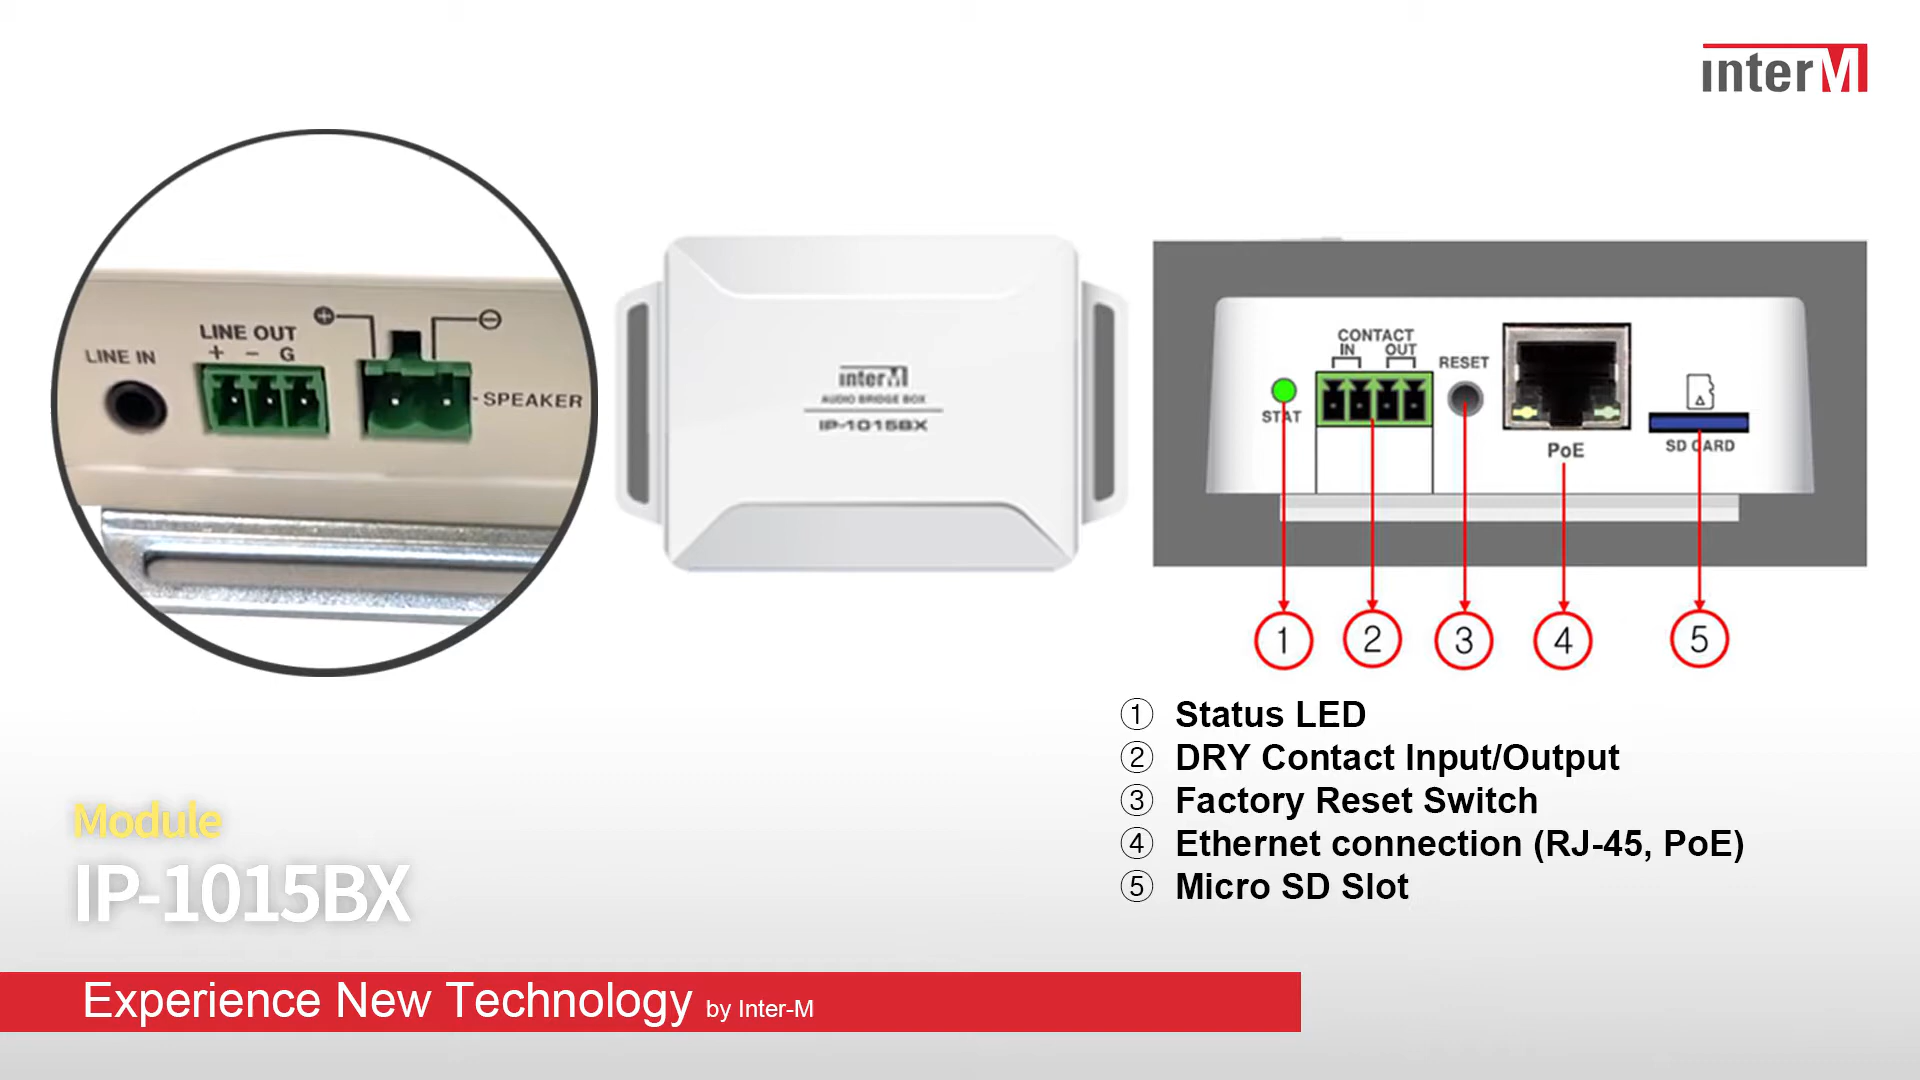 interM
LINE IN
LINE OUT
+ − G
⊕ ⊖
SPEAKER
interM
AUDIO BRIDGE BOX
IP-1015BX
CONTACT
IN OUT
RESET
STAT
PoE
SD CARD
1 2 3 4 5
① Status LED
② DRY Contact Input/Output
③ Factory Reset Switch
④ Ethernet connection (RJ-45, PoE)
⑤ Micro SD Slot
Module
IP-1015BX
Experience New Technology by Inter-M